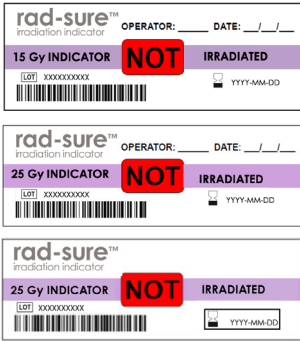 rad-sure™
irradiation indicator
OPERATOR: ______ DATE: __/__/__
15 Gy INDICATOR NOT IRRADIATED
LOT XXXXXXXXXX
YYYY-MM-DD
rad-sure™
irradiation indicator
OPERATOR: ______ DATE: __/__/__
25 Gy INDICATOR NOT IRRADIATED
LOT XXXXXXXXXX
YYYY-MM-DD
rad-sure™
irradiation indicator
25 Gy INDICATOR NOT IRRADIATED
LOT XXXXXXXXXX
YYYY-MM-DD